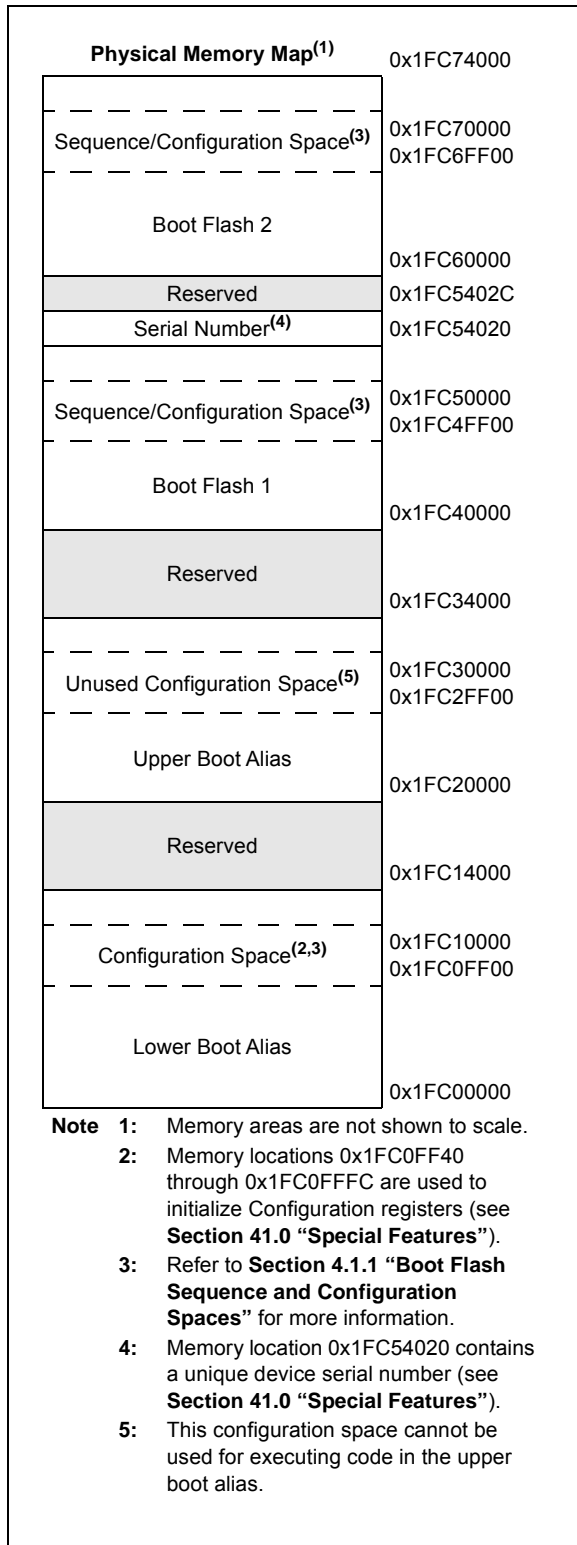 Physical Memory Map(1)
0x1FC74000
Sequence/Configuration Space(3)
0x1FC70000
0x1FC6FF00
Boot Flash 2
0x1FC60000
Reserved
0x1FC5402C
Serial Number(4)
0x1FC54020
Sequence/Configuration Space(3)
0x1FC50000
0x1FC4FF00
Boot Flash 1
0x1FC40000
Reserved
0x1FC34000
Unused Configuration Space(5)
0x1FC30000
0x1FC2FF00
Upper Boot Alias
0x1FC20000
Reserved
0x1FC14000
Configuration Space(2,3)
0x1FC10000
0x1FC0FF00
Lower Boot Alias
0x1FC00000
Note 1: Memory areas are not shown to scale.
2: Memory locations 0x1FC0FF40
through 0x1FC0FFFC are used to
initialize Configuration registers (see
Section 41.0 “Special Features”).
3: Refer to Section 4.1.1 “Boot Flash
Sequence and Configuration
Spaces” for more information.
4: Memory location 0x1FC54020 contains
a unique device serial number (see
Section 41.0 “Special Features”).
5: This configuration space cannot be
used for executing code in the upper
boot alias.